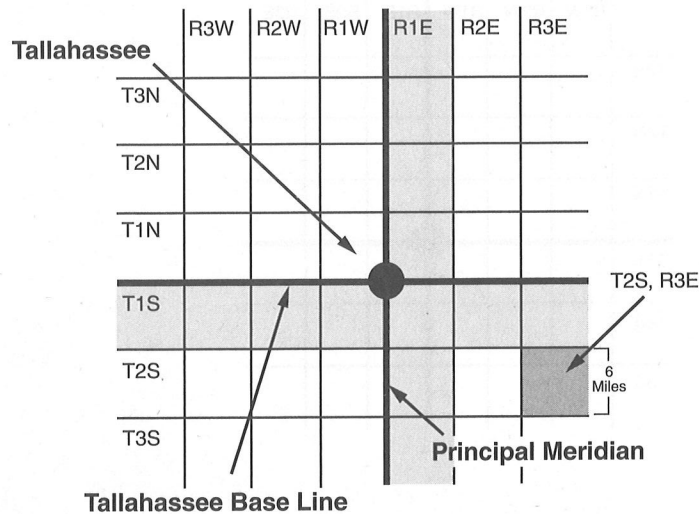 R3W R2W R1W R1E R2E R3E
Tallahassee
T3N
T2N
T1N
T1S
T2S, R3E
T2S
6
Miles
T3S
Principal Meridian
Tallahassee Base Line